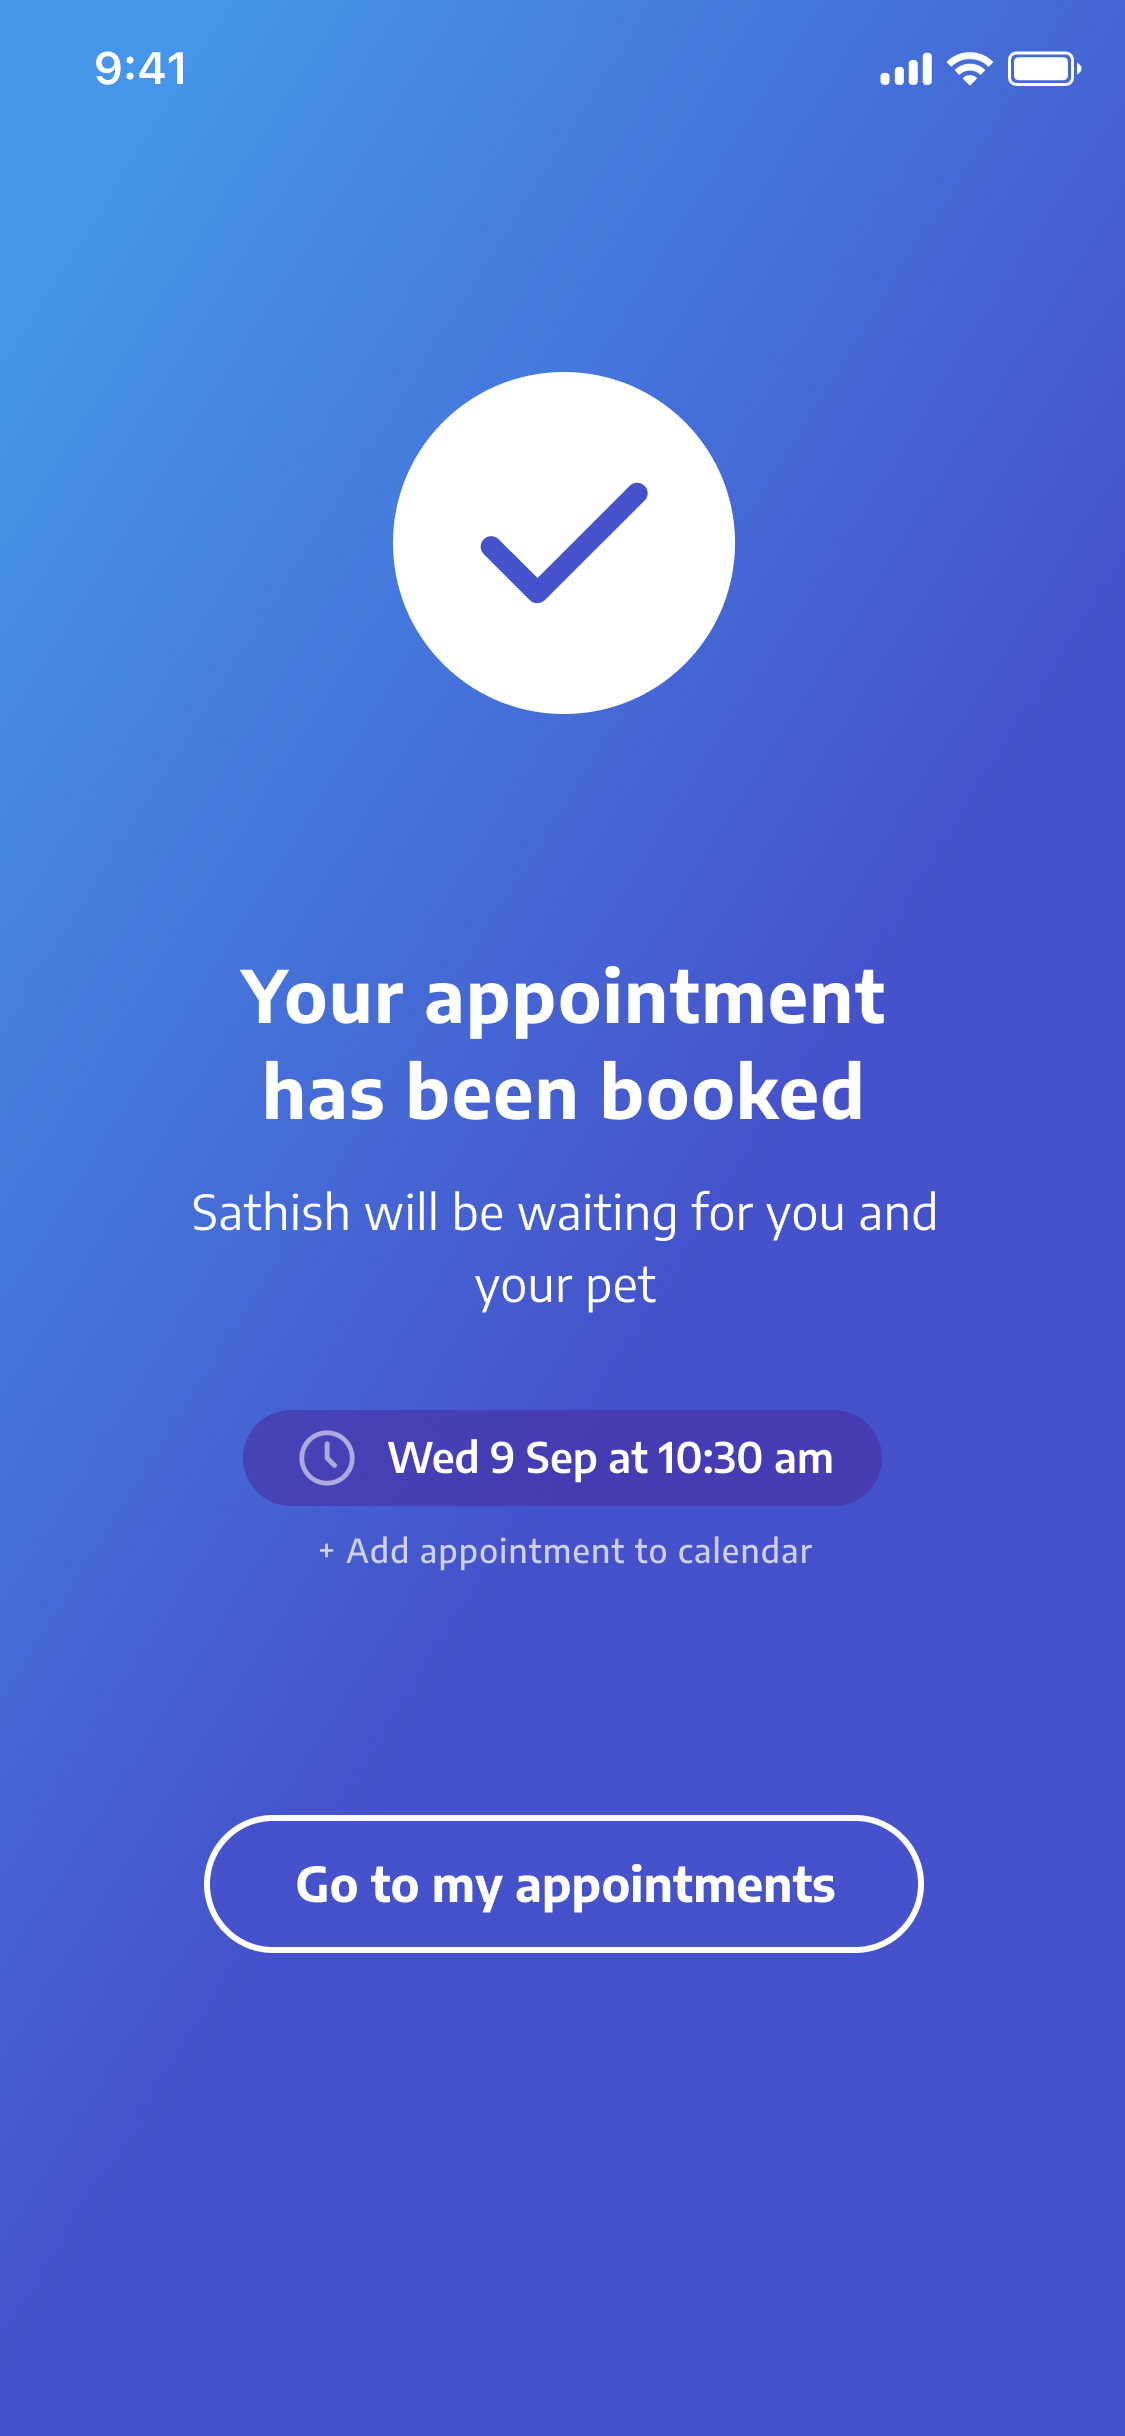 9:41
Your appointment
has been booked
Sathish will be waiting for you and
your pet
Wed 9 Sep at 10:30 am
+ Add appointment to calendar
Go to my appointments